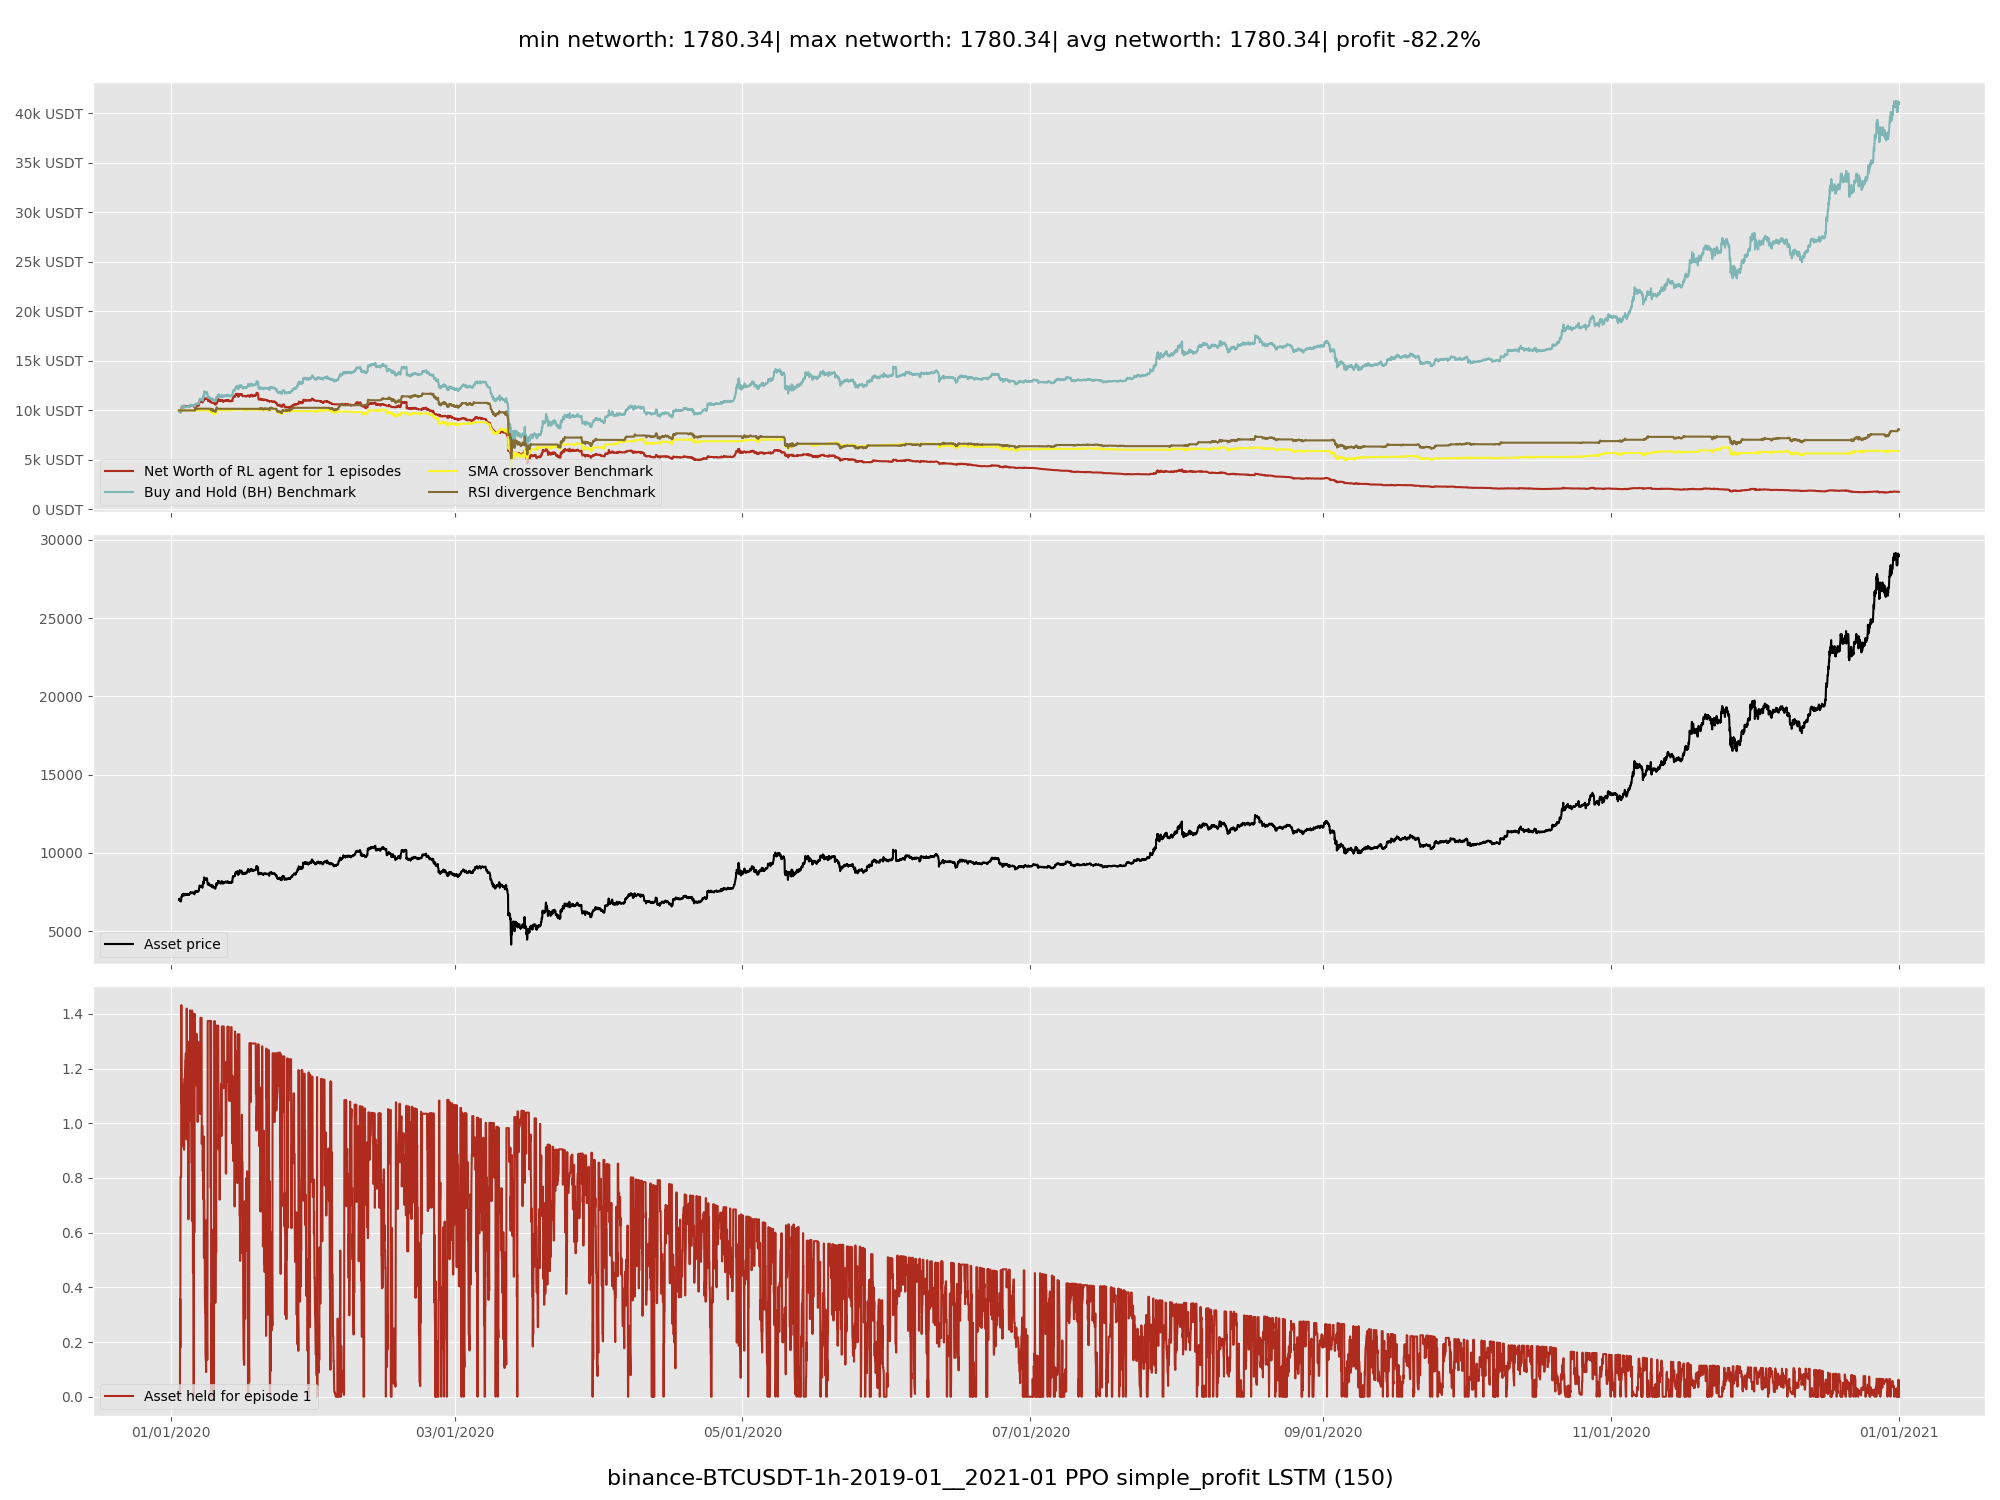 min networth: 1780.34| max networth: 1780.34| avg networth: 1780.34| profit -82.2%
40k USDT
35k USDT
30k USDT
25k USDT
20k USDT
15k USDT
10k USDT
5k USDT
0 USDT
Net Worth of RL agent for 1 episodes
Buy and Hold (BH) Benchmark
SMA crossover Benchmark
RSI divergence Benchmark
30000
25000
20000
15000
10000
5000
Asset price
1.4
1.2
1.0
0.8
0.6
0.4
0.2
0.0
Asset held for episode 1
01/01/2020
03/01/2020
05/01/2020
07/01/2020
09/01/2020
11/01/2020
01/01/2021
binance-BTCUSDT-1h-2019-01__2021-01 PPO simple_profit LSTM (150)